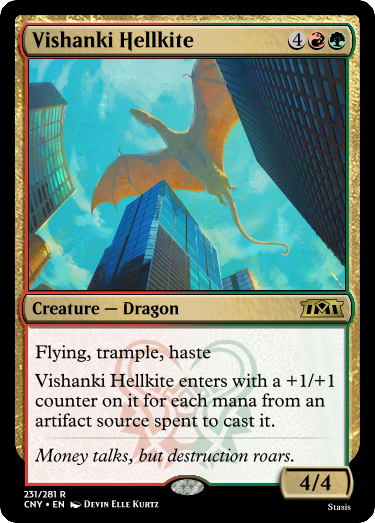 Vishanki Hellkite 4
Creature — Dragon
Flying, trample, haste
Vishanki Hellkite enters with a +1/+1
counter on it for each mana from an
artifact source spent to cast it.
Money talks, but destruction roars.
4/4
231/281 R
CNY • EN Devin Elle Kurtz
Stasis